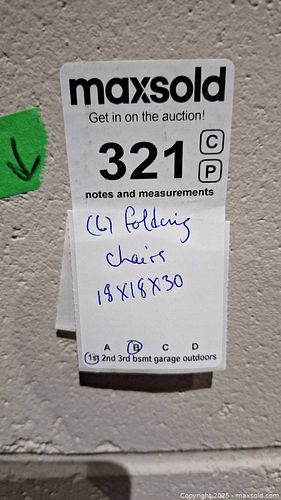 maxsold
Get in on the auction!
321 C
P
notes and measurements
(6) folding
chairs
18X18X30
A B C D
1st 2nd 3rd bsmt garage outdoors
Copyright 2025 - maxsold.com